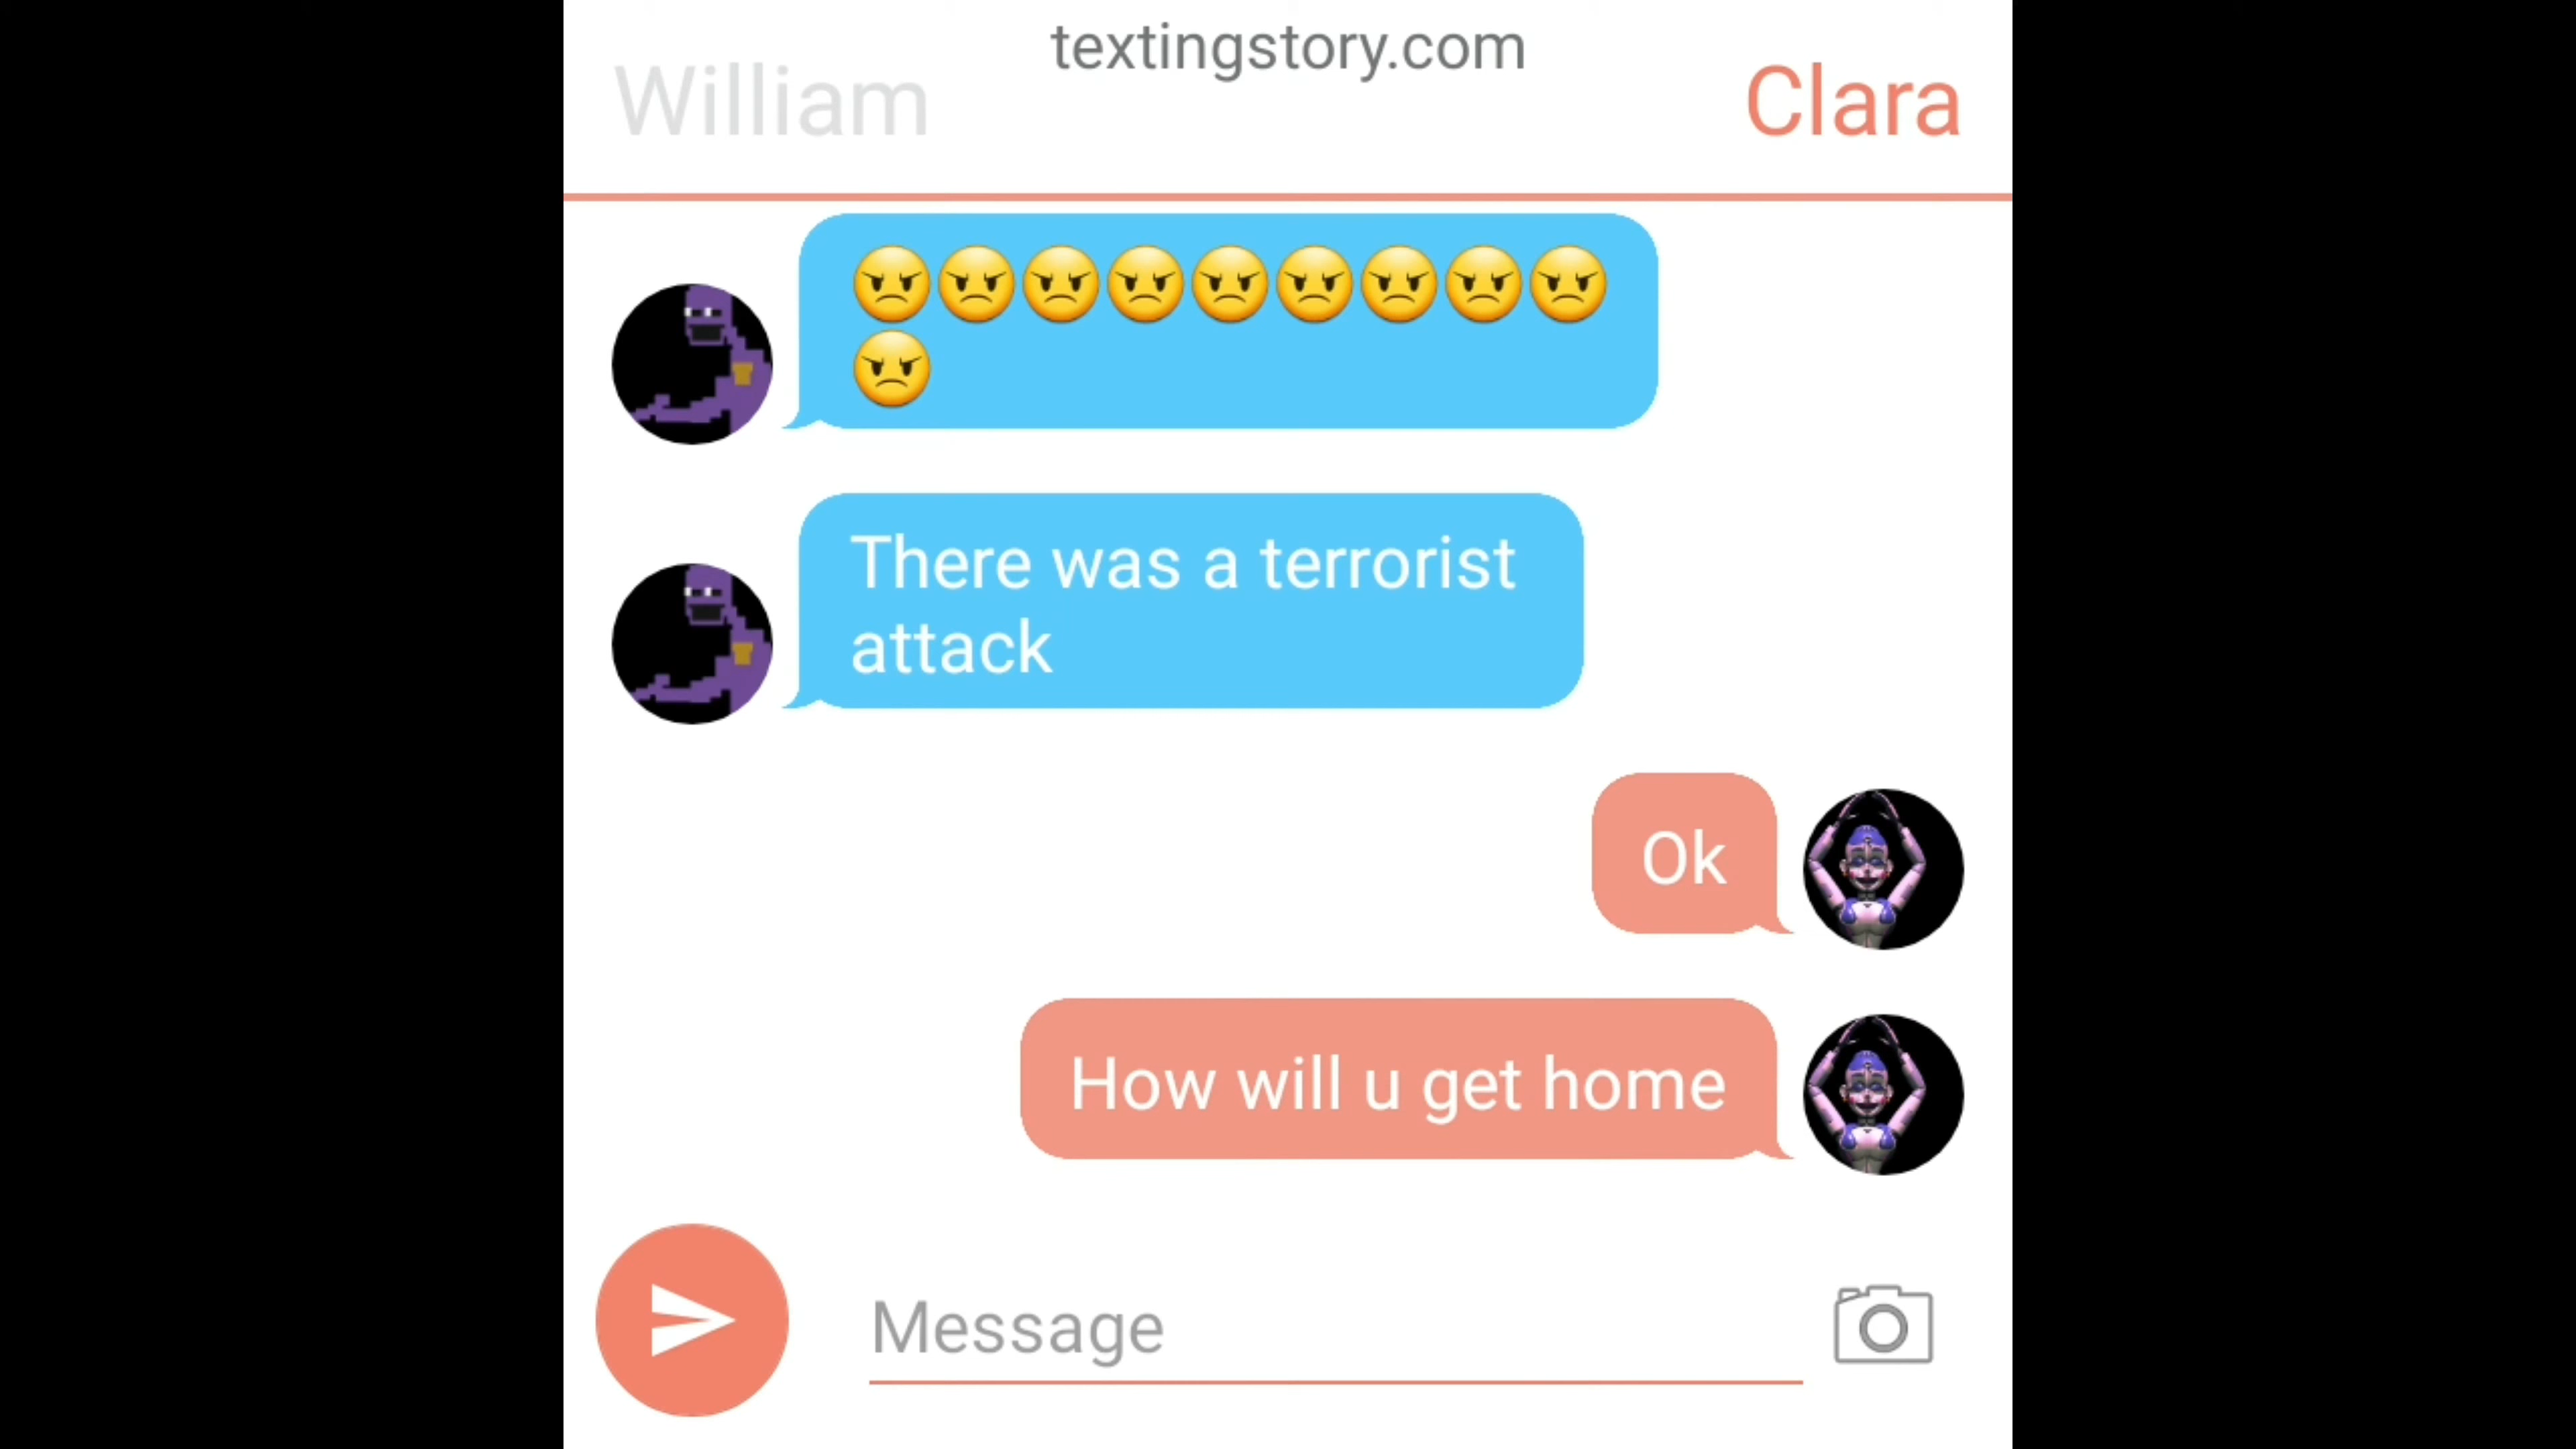 textingstory.com
William
Clara
😠😠😠😠😠😠😠😠😠
😠
There was a terrorist
attack
Ok
How will u get home
Message